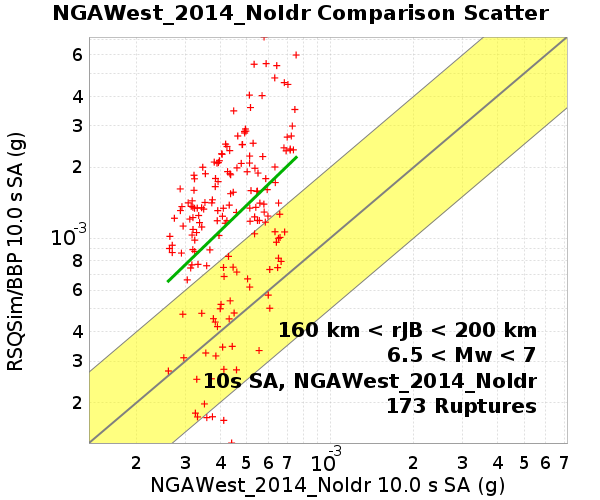 NGAWest_2014_NoIdr Comparison Scatter
RSQSim/BBP 10.0 s SA (g)
6
4
3
2
10-3
8
6
4
3
2
160 km < rJB < 200 km
6.5 < Mw < 7
10s SA, NGAWest_2014_NoIdr
173 Ruptures
2 3 4 5 6 7 10-3 2 3 4 5 6 7
NGAWest_2014_NoIdr 10.0 s SA (g)